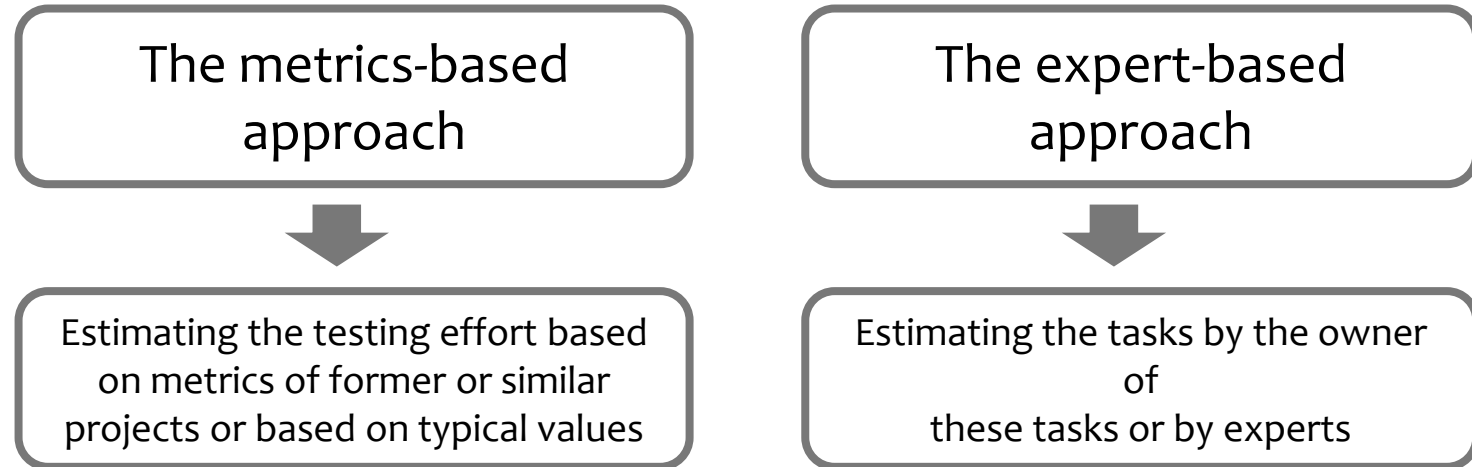 The metrics-based
approach
Estimating the testing effort based
on metrics of former or similar
projects or based on typical values
The expert-based
approach
Estimating the tasks by the owner
of
these tasks or by experts